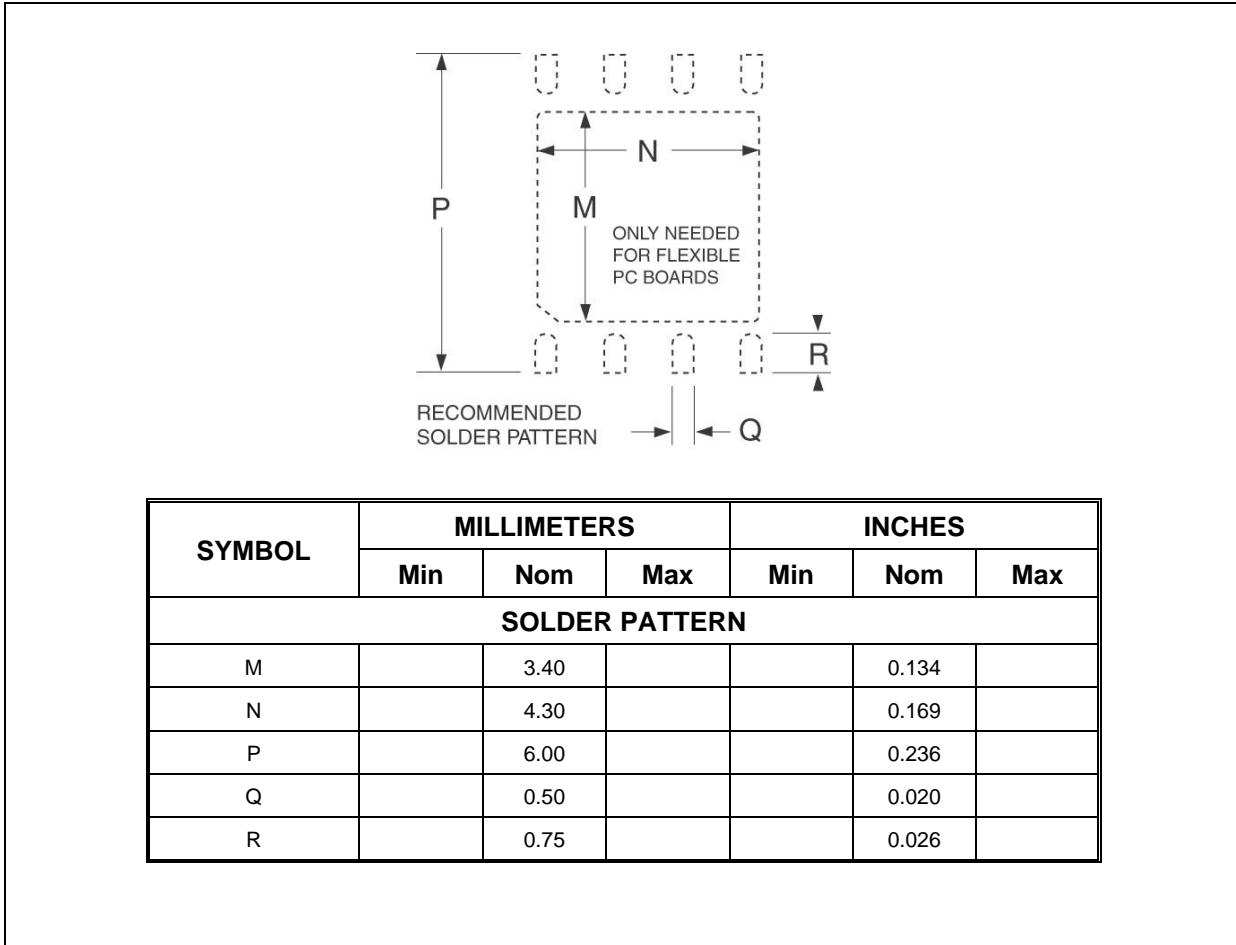 N
P
M
ONLY NEEDED
FOR FLEXIBLE
PC BOARDS
R
RECOMMENDED
SOLDER PATTERN
Q
SYMBOL MILLIMETERS INCHES
Min Nom Max Min Nom Max
SOLDER PATTERN
M 3.40 0.134
N 4.30 0.169
P 6.00 0.236
Q 0.50 0.020
R 0.75 0.026